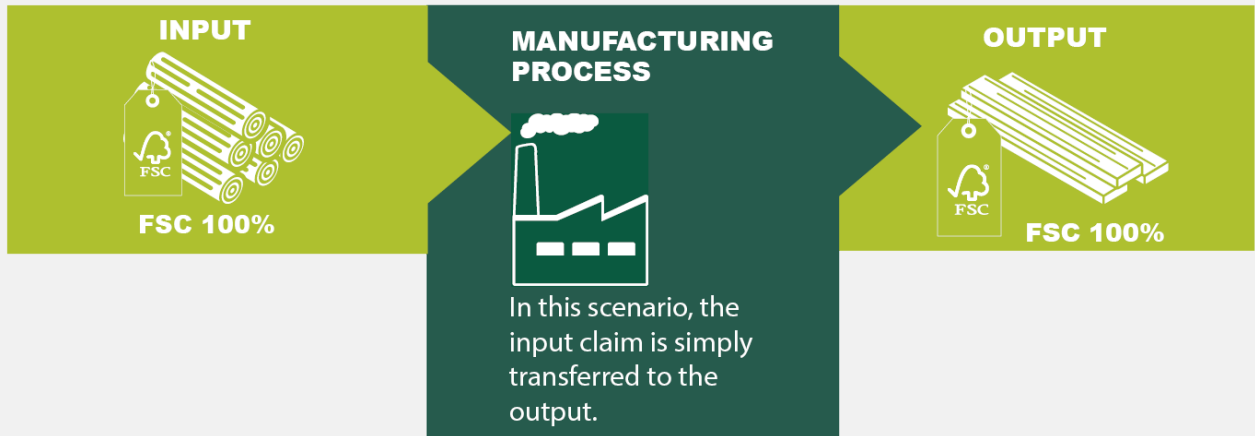 INPUT
FSC
FSC 100%
MANUFACTURING
PROCESS
In this scenario, the
input claim is simply
transferred to the
output.
OUTPUT
FSC
FSC 100%